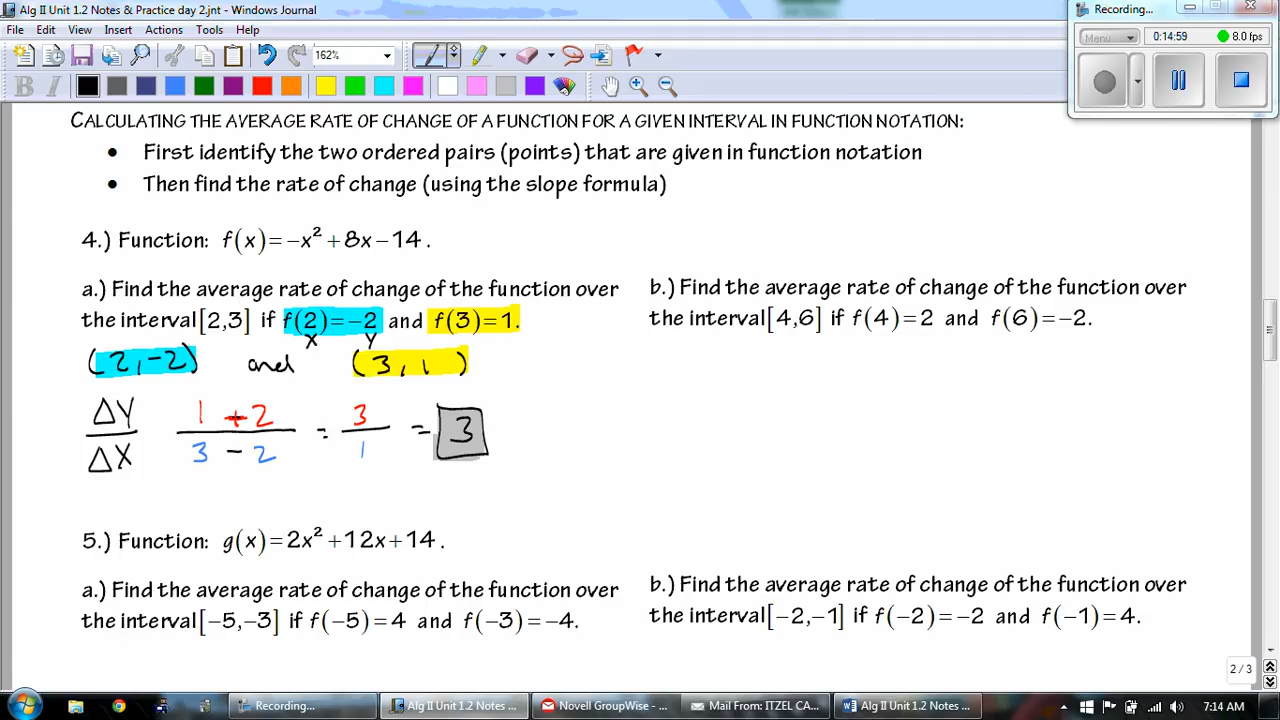 Alg II Unit 1.2 Notes & Practice day 2.jnt - Windows Journal
File Edit View Insert Actions Tools Help
162%
B I
Recording...
Menu 0:14:59 8.0 fps
CALCULATING THE AVERAGE RATE OF CHANGE OF A FUNCTION FOR A GIVEN INTERVAL IN FUNCTION NOTATION:
• First identify the two ordered pairs (points) that are given in function notation
• Then find the rate of change (using the slope formula)
4.) Function: f(x)=-x²+8x-14.
a.) Find the average rate of change of the function over
the interval [2,3] if f(2)=-2 and f(3)=1.
x y
(2,-2) and (3, 1 )
ΔY 1 + 2 3
= = 3
ΔX 3 - 2 1
b.) Find the average rate of change of the function over
the interval [4,6] if f(4)=2 and f(6)=-2.
5.) Function: g(x)=2x²+12x+14.
a.) Find the average rate of change of the function over
the interval [-5,-3] if f(-5)=4 and f(-3)=-4.
b.) Find the average rate of change of the function over
the interval [-2,-1] if f(-2)=-2 and f(-1)=4.
2/3
Recording... Alg II Unit 1.2 Notes ... Novell GroupWise - ... Mail From: ITZEL CA... Alg II Unit 1.2 Notes ... 7:14 AM